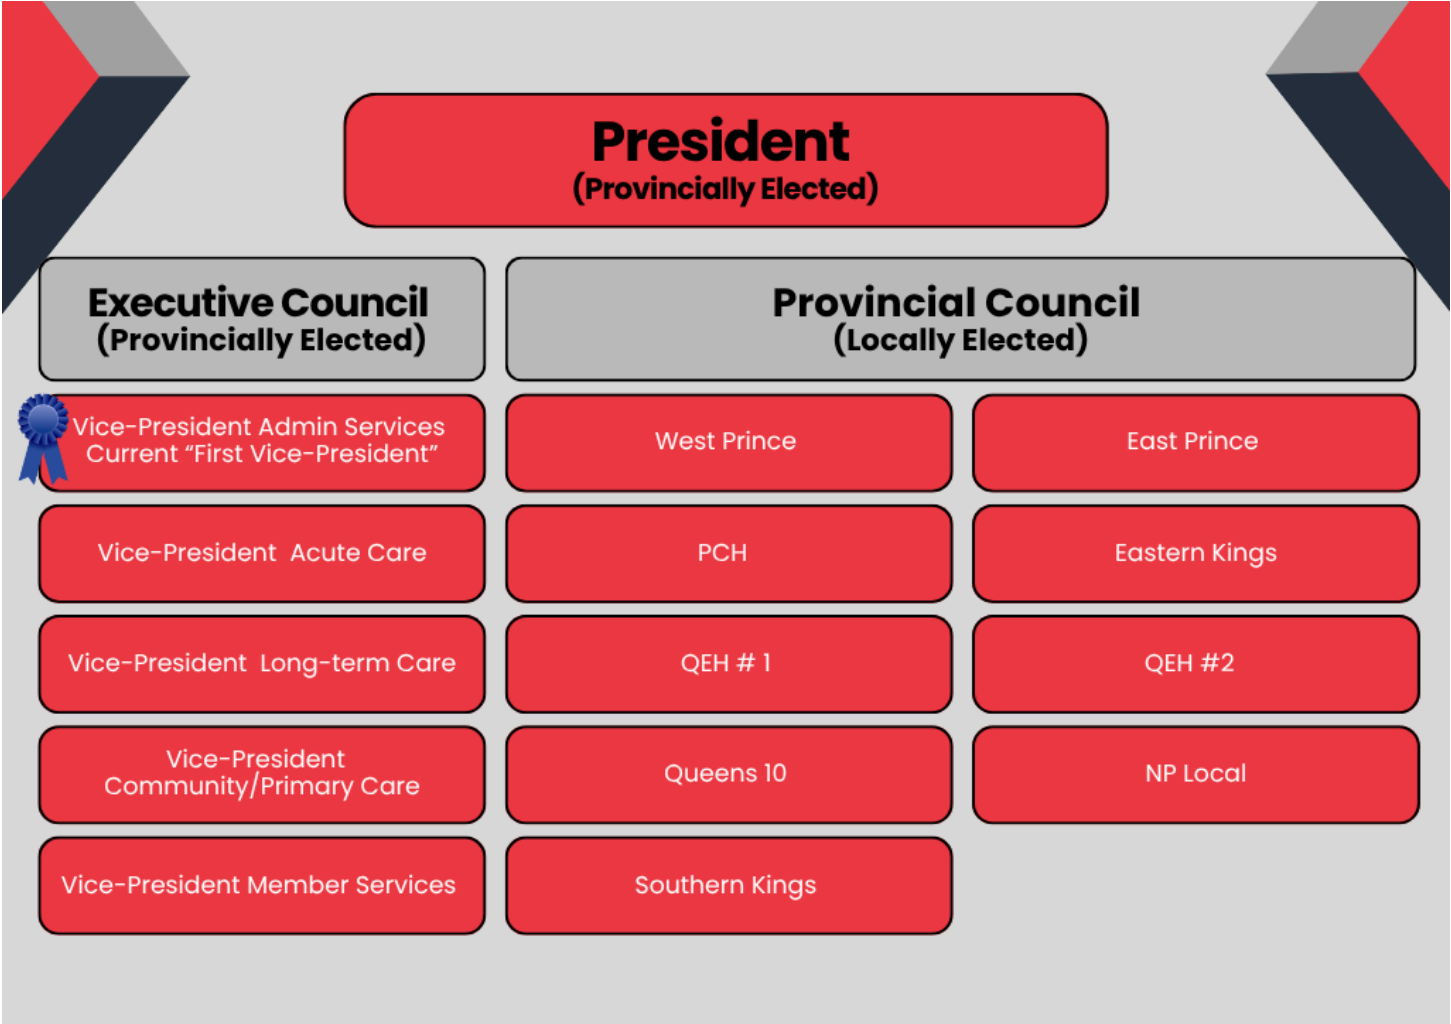 President
(Provincially Elected)
Executive Council
(Provincially Elected)
Provincial Council
(Locally Elected)
Vice-President Admin Services
Current “First Vice-President”
West Prince
East Prince
Vice-President Acute Care
PCH
Eastern Kings
Vice-President Long-term Care
QEH # 1
QEH #2
Vice-President
Community/Primary Care
Queens 10
NP Local
Vice-President Member Services
Southern Kings